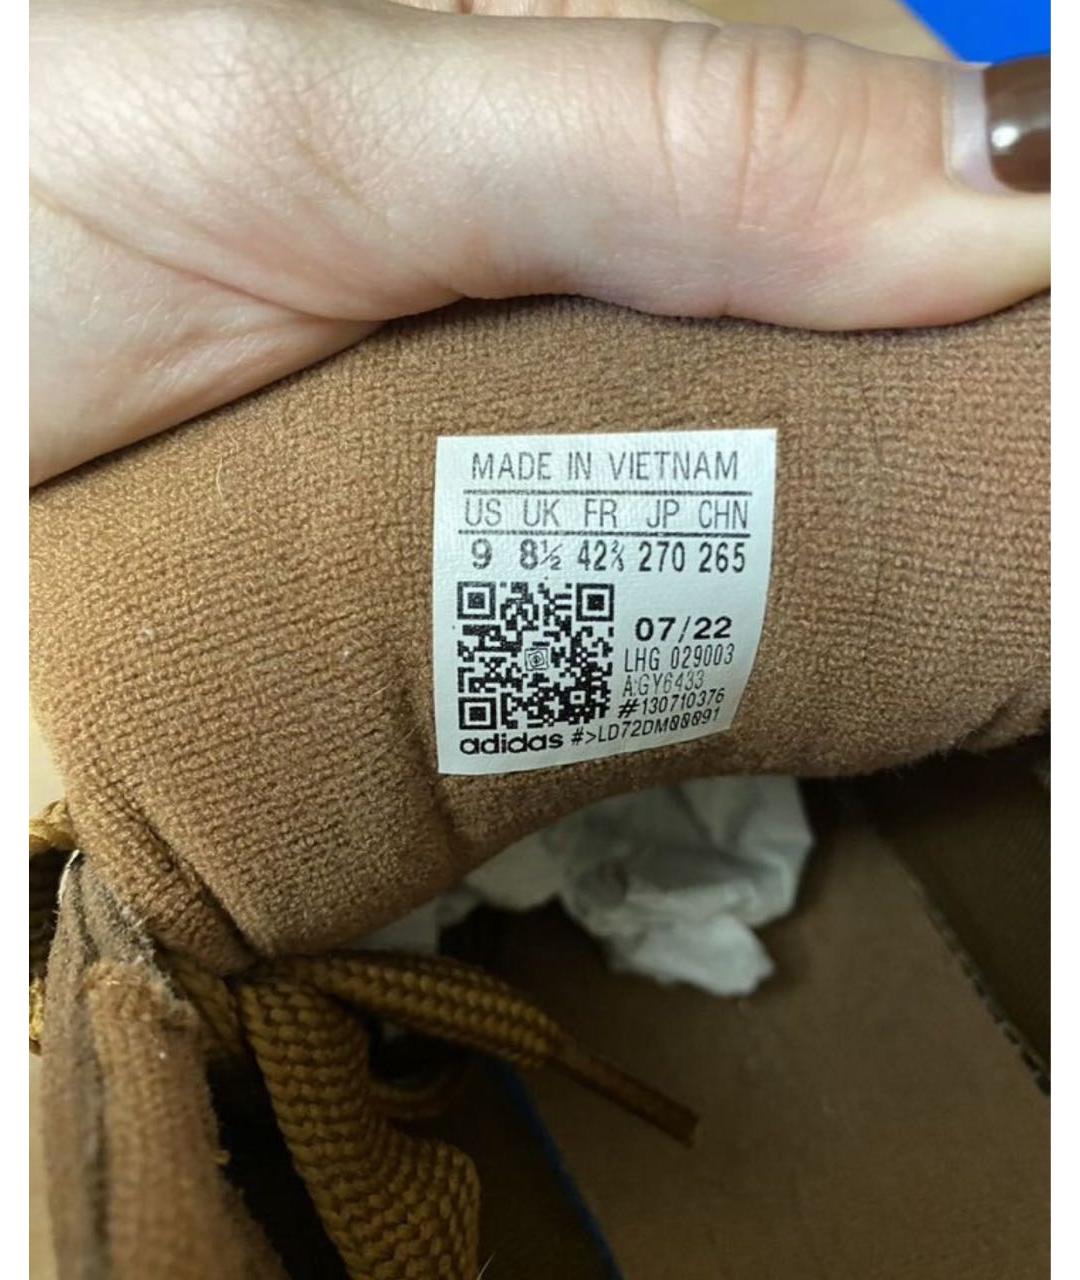 MADE IN VIETNAM
US UK FR JP CHN
9 8½ 42⅔ 270 265
07/22
LHG 029003
A:GY6433
#130710376
adidas #>LD72DM00091